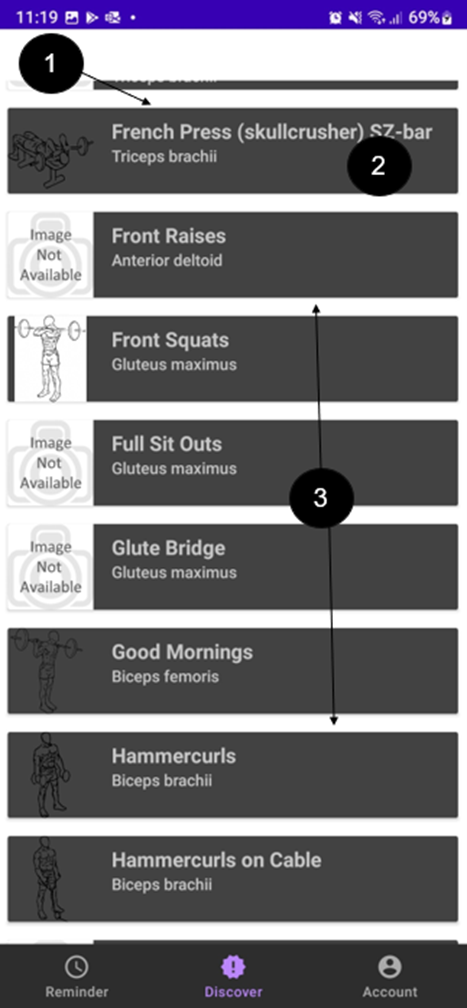 11:19
69%
1
French Press (skullcrusher) SZ-bar
Triceps brachii
2
Image
Not
Available
Front Raises
Anterior deltoid
Front Squats
Gluteus maximus
Image
Not
Available
Full Sit Outs
Gluteus maximus
3
Image
Not
Available
Glute Bridge
Gluteus maximus
Good Mornings
Biceps femoris
Hammercurls
Biceps brachii
Hammercurls on Cable
Biceps brachii
Reminder
Discover
Account